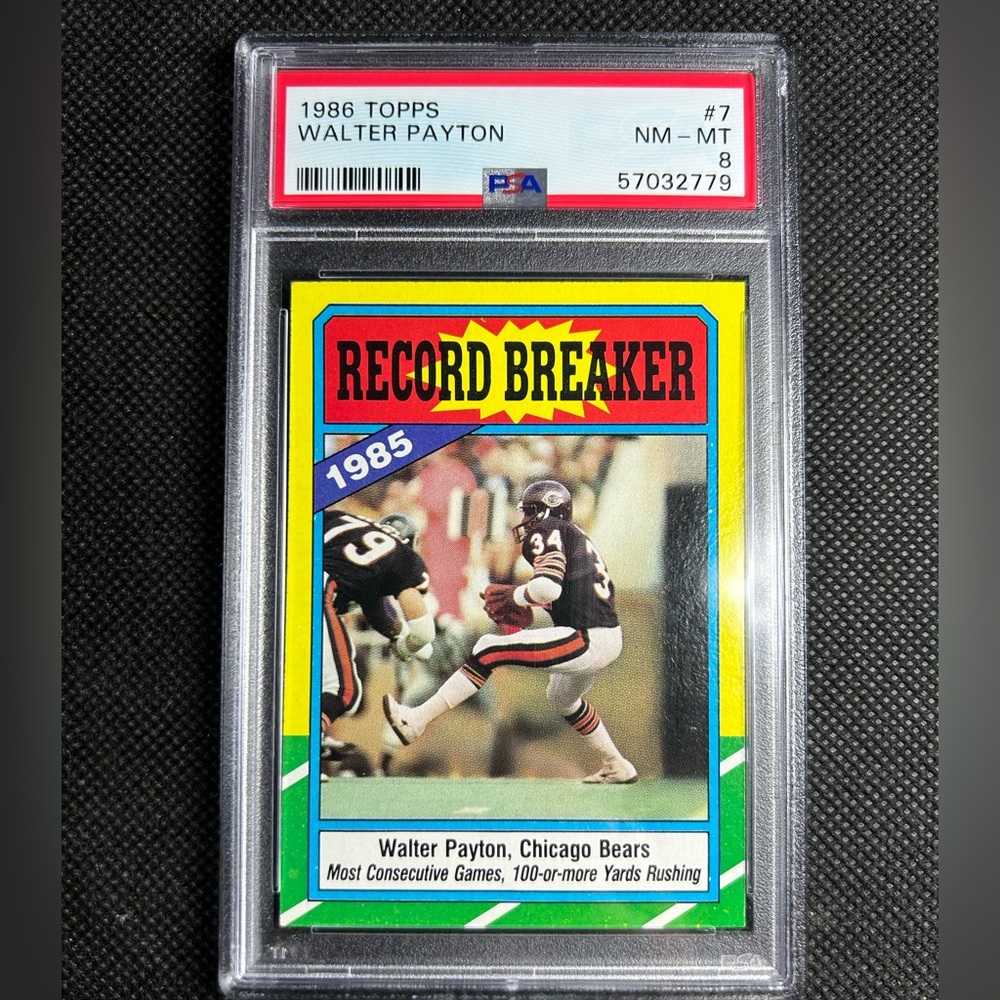 1986 TOPPS #7
WALTER PAYTON NM - MT
8
PSA 57032779
RECORD BREAKER
1985
79
34
34
Walter Payton, Chicago Bears
Most Consecutive Games, 100-or-more Yards Rushing